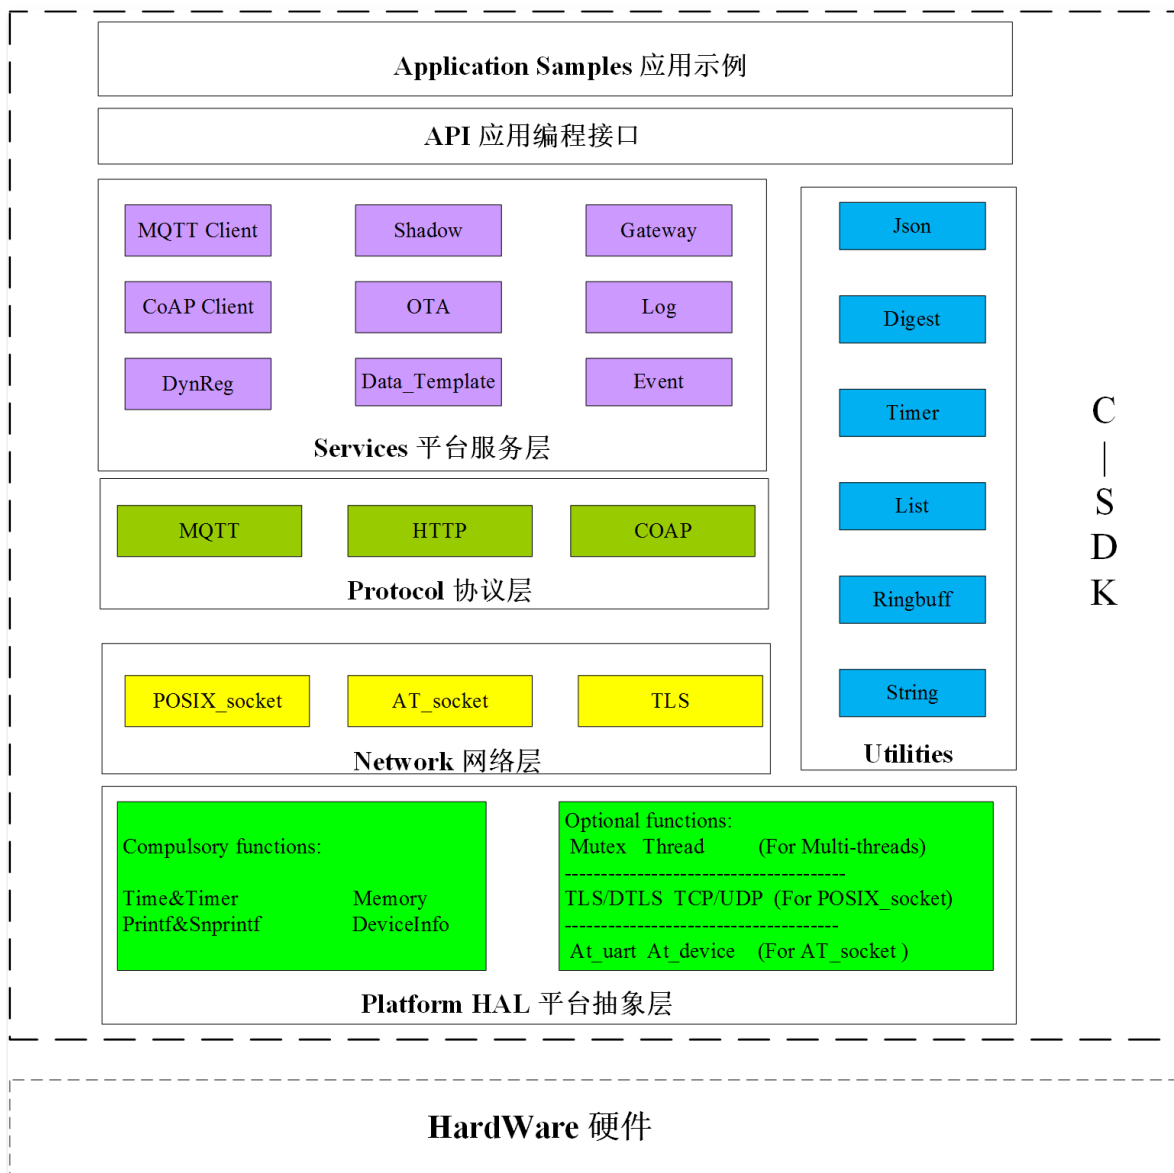 Application Samples 应用示例
API 应用编程接口
MQTT Client
Shadow
Gateway
CoAP Client
OTA
Log
DynReg
Data_Template
Event
Services 平台服务层
MQTT
HTTP
COAP
Protocol 协议层
POSIX_socket
AT_socket
TLS
Network 网络层
Json
Digest
Timer
List
Ringbuff
String
Utilities
Compulsory functions:
Time&Timer Memory
Printf&Snprintf DeviceInfo
Optional functions:
Mutex Thread (For Multi-threads)
---------------------------------------
TLS/DTLS TCP/UDP (For POSIX_socket)
--------------------------------------
At_uart At_device (For AT_socket )
Platform HAL 平台抽象层
C
|
S
D
K
HardWare 硬件